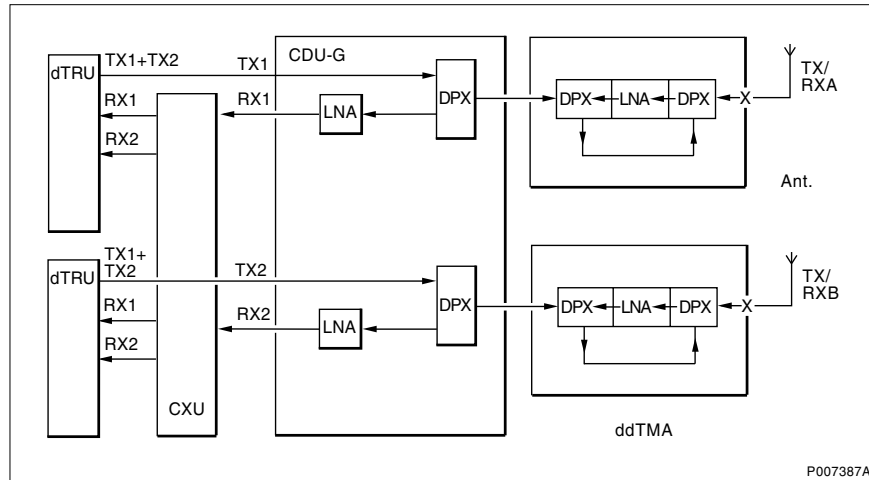 dTRU
TX1+TX2
TX1
CDU-G
RX1
RX1
RX2
LNA
DPX
DPX
LNA
DPX
X
TX/
RXA
Ant.
dTRU
TX1+
TX2
TX2
RX1
RX2
RX2
LNA
DPX
DPX
LNA
DPX
X
TX/
RXB
CXU
ddTMA
P007387A